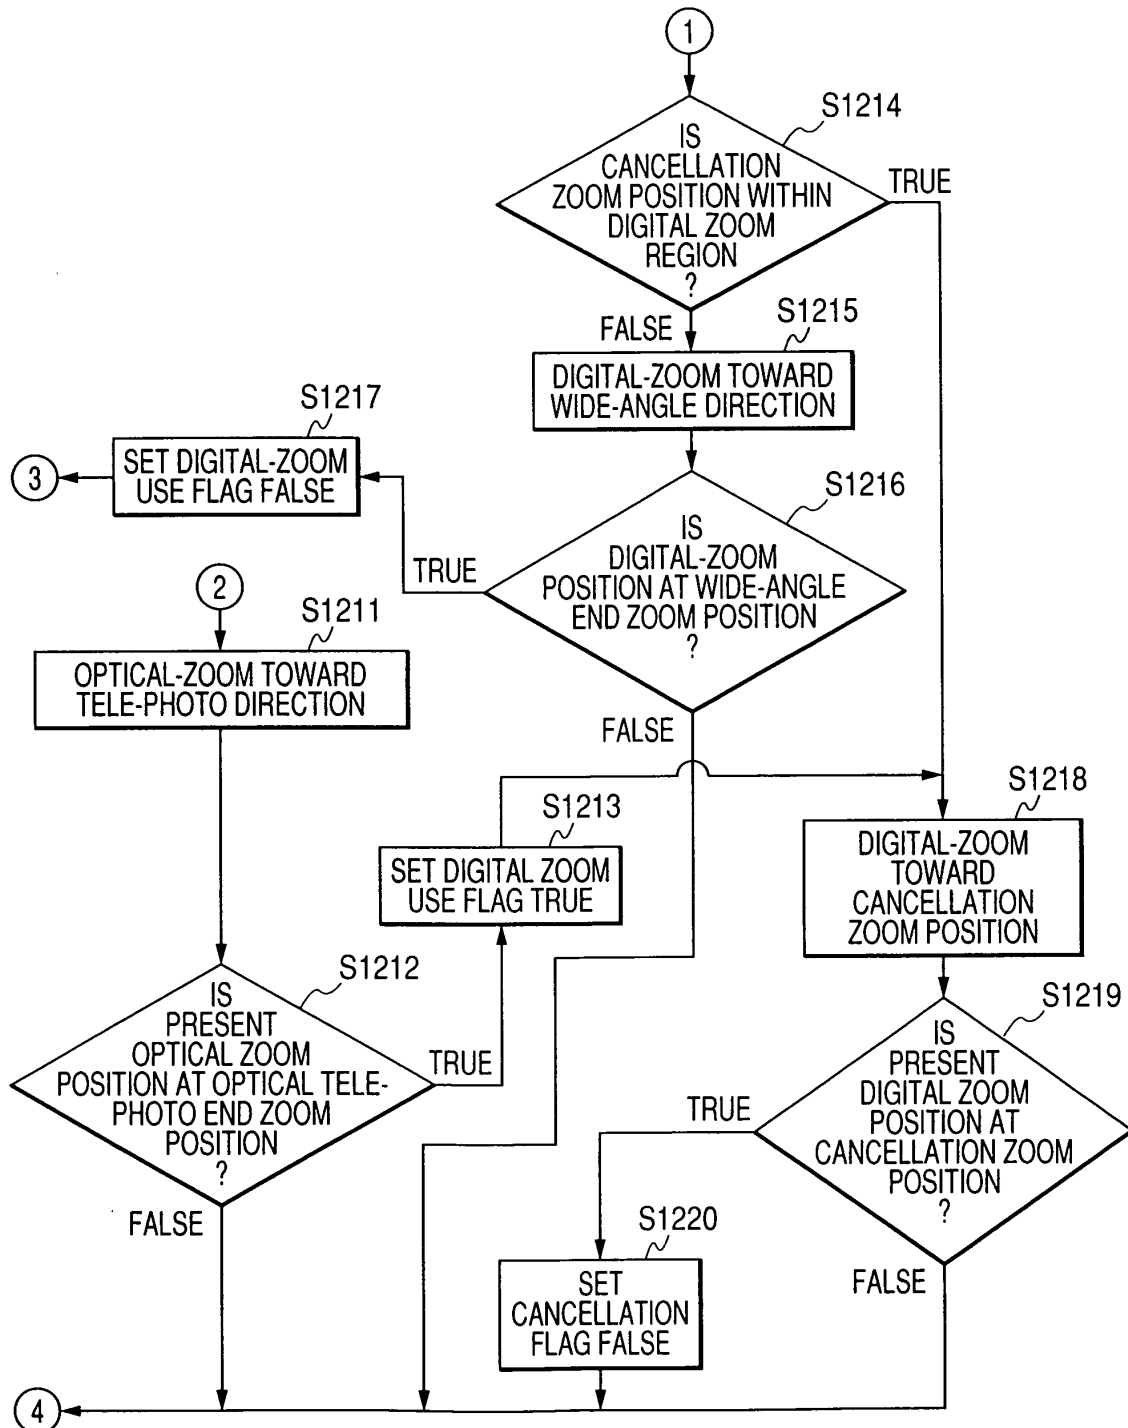 1
S1214
IS
CANCELLATION
ZOOM POSITION WITHIN
DIGITAL ZOOM
REGION
?
TRUE
FALSE
S1215
DIGITAL-ZOOM TOWARD
WIDE-ANGLE DIRECTION
S1217
SET DIGITAL-ZOOM
USE FLAG FALSE
3
S1216
IS
DIGITAL-ZOOM
POSITION AT WIDE-ANGLE
END ZOOM POSITION
?
TRUE
FALSE
2
S1211
OPTICAL-ZOOM TOWARD
TELE-PHOTO DIRECTION
S1213
SET DIGITAL ZOOM
USE FLAG TRUE
S1218
DIGITAL-ZOOM
TOWARD
CANCELLATION
ZOOM POSITION
S1212
IS
PRESENT
OPTICAL ZOOM
POSITION AT OPTICAL TELE-
PHOTO END ZOOM
POSITION
?
TRUE
FALSE
S1219
IS
PRESENT
DIGITAL ZOOM
POSITION AT
CANCELLATION ZOOM
POSITION
?
TRUE
FALSE
S1220
SET
CANCELLATION
FLAG FALSE
4